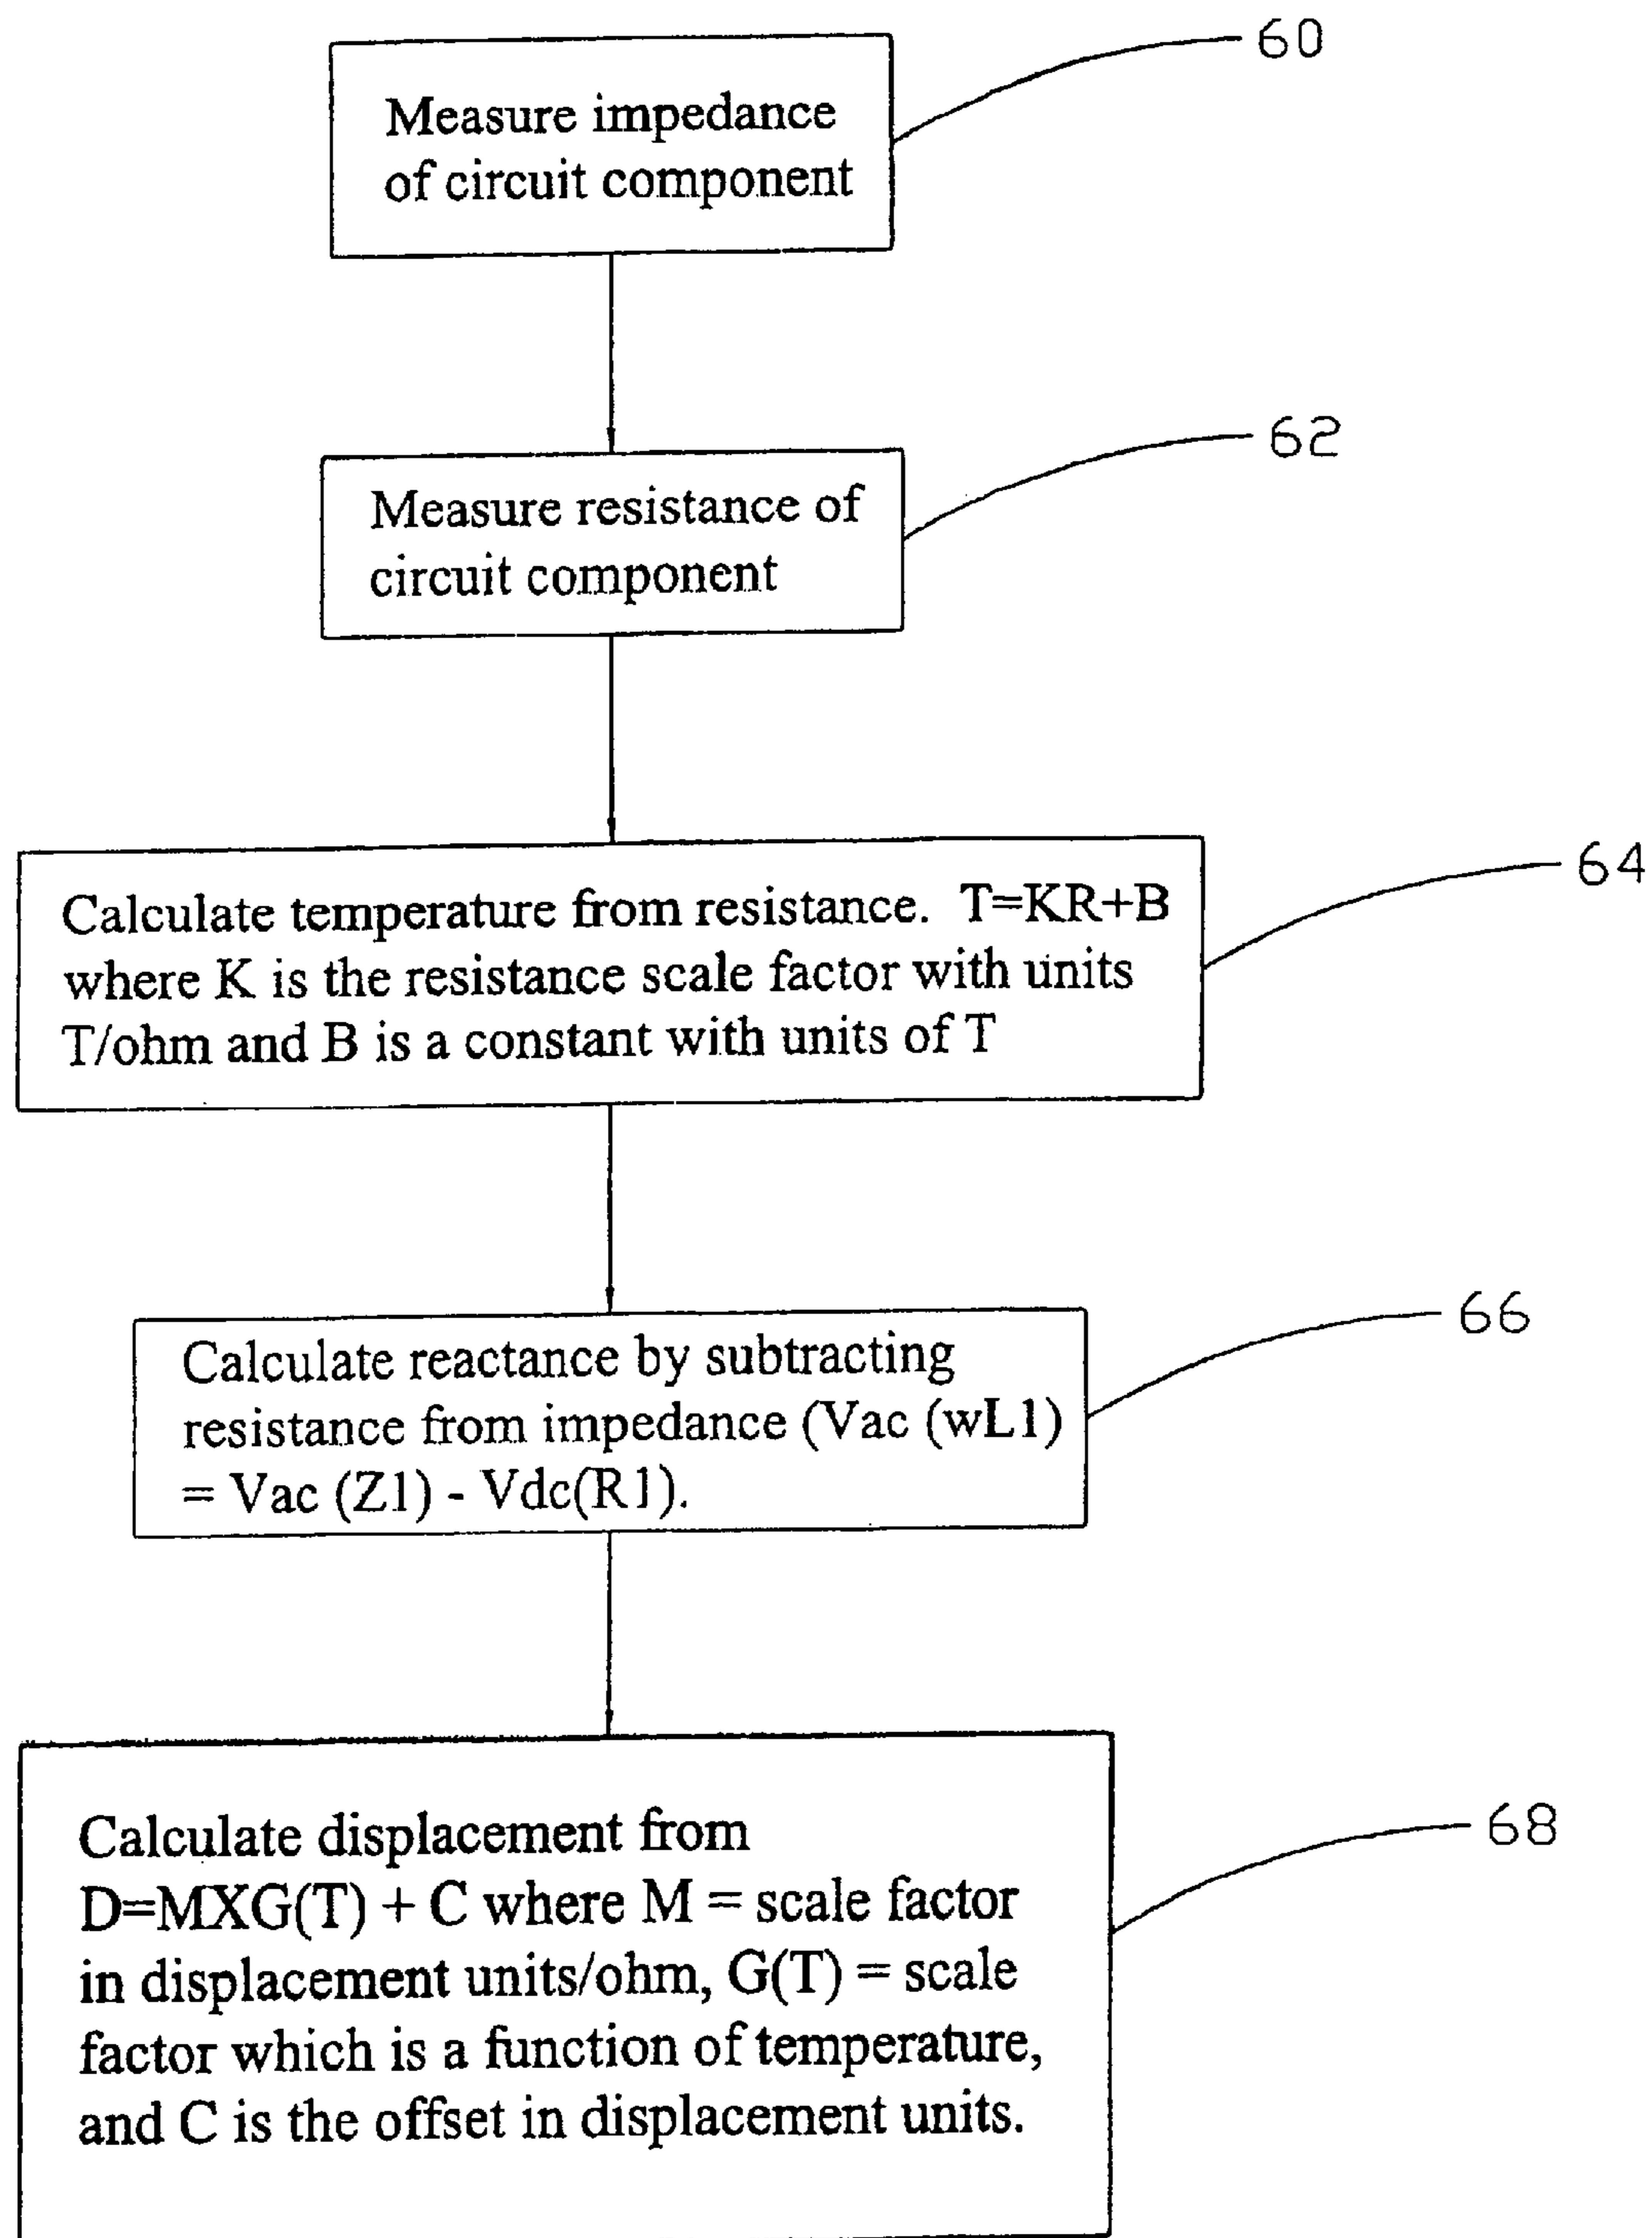 60
Measure impedance
of circuit component
62
Measure resistance of
circuit component
64
Calculate temperature from resistance. T=KR+B
where K is the resistance scale factor with units
T/ohm and B is a constant with units of T
66
Calculate reactance by subtracting
resistance from impedance (Vac (wL1)
= Vac (Z1) - Vdc(R1).
68
Calculate displacement from
D=MXG(T) + C where M = scale factor
in displacement units/ohm, G(T) = scale
factor which is a function of temperature,
and C is the offset in displacement units.